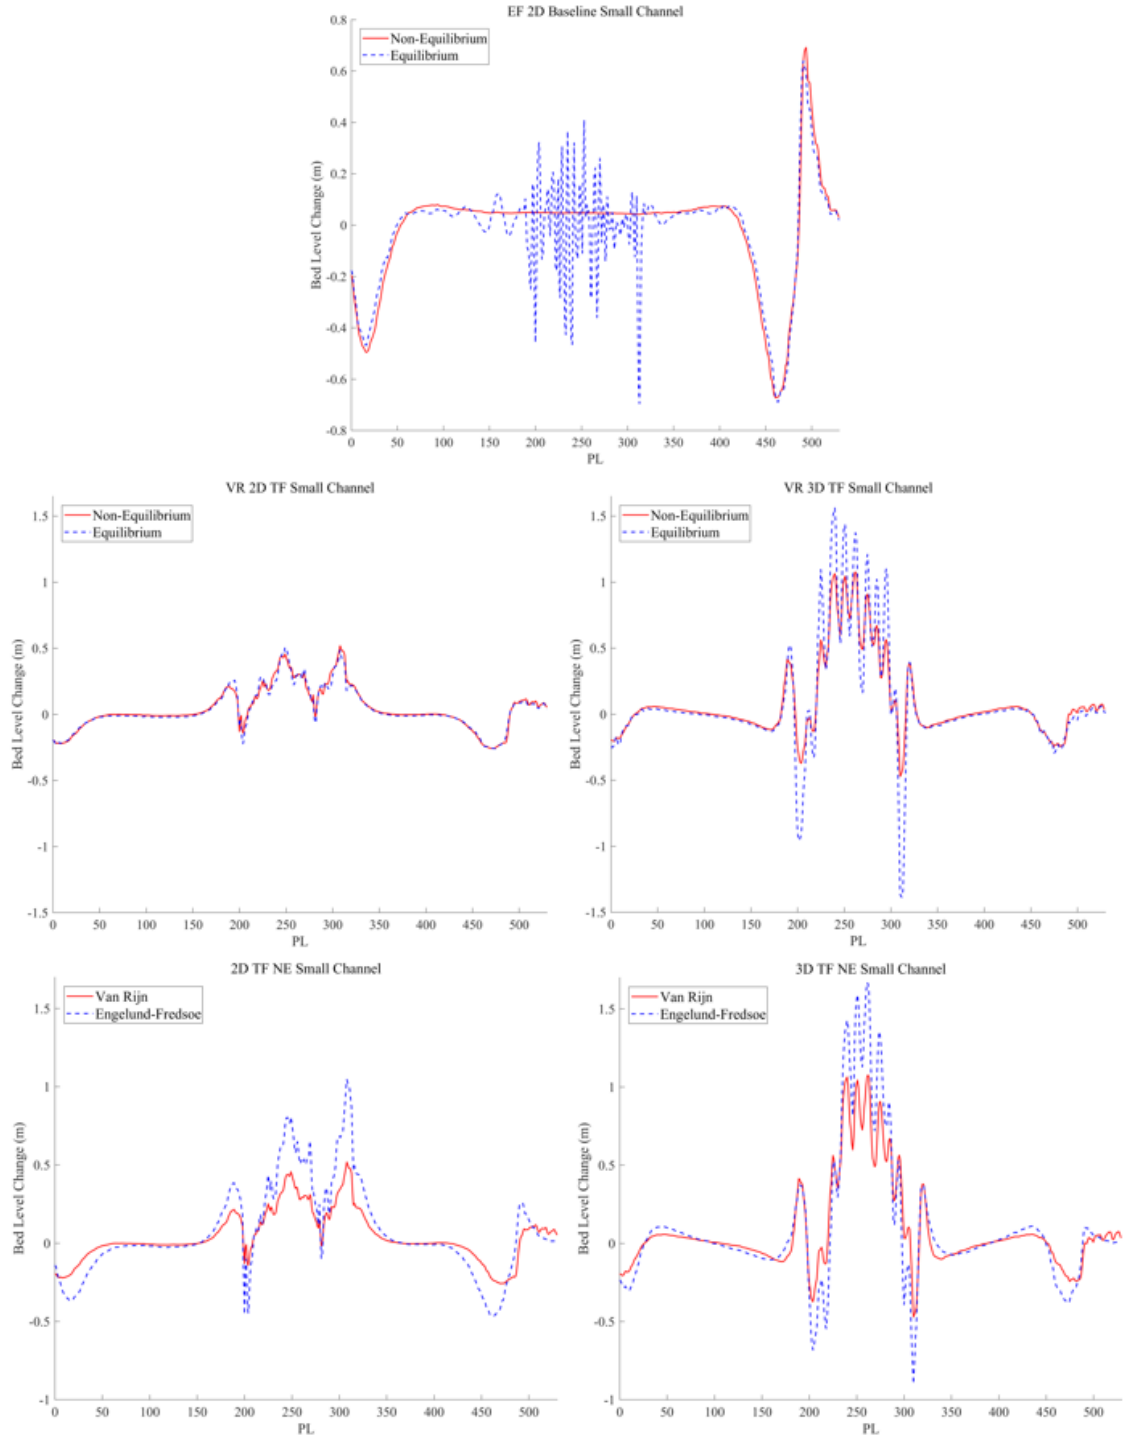 EF 2D Baseline Small Channel
Non-Equilibrium
Equilibrium
Bed Level Change (m)
0.8
0.6
0.4
0.2
0
-0.2
-0.4
-0.6
-0.8
0 50 100 150 200 250 300 350 400 450 500
PL
VR 2D TF Small Channel
Non-Equilibrium
Equilibrium
Bed Level Change (m)
1.5
1
0.5
0
-0.5
-1
-1.5
0 50 100 150 200 250 300 350 400 450 500
PL
VR 3D TF Small Channel
Non-Equilibrium
Equilibrium
Bed Level Change (m)
1.5
1
0.5
0
-0.5
-1
-1.5
0 50 100 150 200 250 300 350 400 450 500
PL
2D TF NE Small Channel
Van Rijn
Engelund-Fredsoe
Bed Level Change (m)
1.5
1
0.5
0
-0.5
-1
0 50 100 150 200 250 300 350 400 450 500
PL
3D TF NE Small Channel
Van Rijn
Engelund-Fredsoe
Bed Level Change (m)
1.5
1
0.5
0
-0.5
-1
0 50 100 150 200 250 300 350 400 450 500
PL